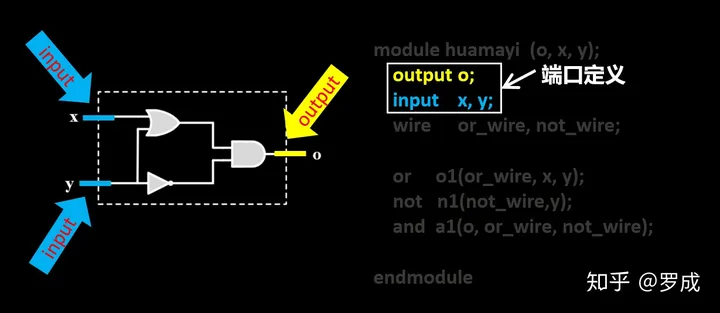 input
x
y
input
output
o
module huamayi (o, x, y);
output o;
input x, y;
端口定义
wire or_wire, not_wire;
or o1(or_wire, x, y);
not n1(not_wire,y);
and a1(o, or_wire, not_wire);
endmodule
知乎 @罗成